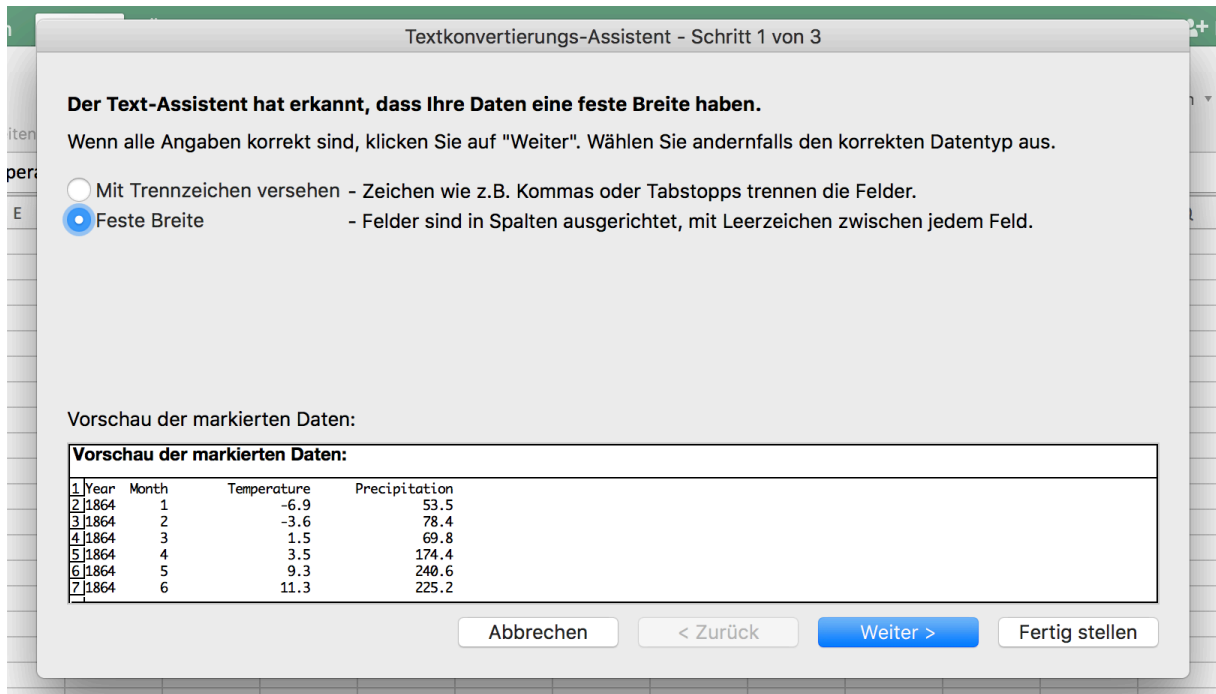 Textkonvertierungs-Assistent - Schritt 1 von 3
Der Text-Assistent hat erkannt, dass Ihre Daten eine feste Breite haben.
Wenn alle Angaben korrekt sind, klicken Sie auf "Weiter". Wählen Sie andernfalls den korrekten Datentyp aus.
Mit Trennzeichen versehen - Zeichen wie z.B. Kommas oder Tabstopps trennen die Felder.
Feste Breite - Felder sind in Spalten ausgerichtet, mit Leerzeichen zwischen jedem Feld.
E
Vorschau der markierten Daten:
Vorschau der markierten Daten:
1 Year Month Temperature Precipitation
2 1864 1 -6.9 53.5
3 1864 2 -3.6 78.4
4 1864 3 1.5 69.8
5 1864 4 3.5 174.4
6 1864 5 9.3 240.6
7 1864 6 11.3 225.2
Abbrechen < Zurück Weiter > Fertig stellen